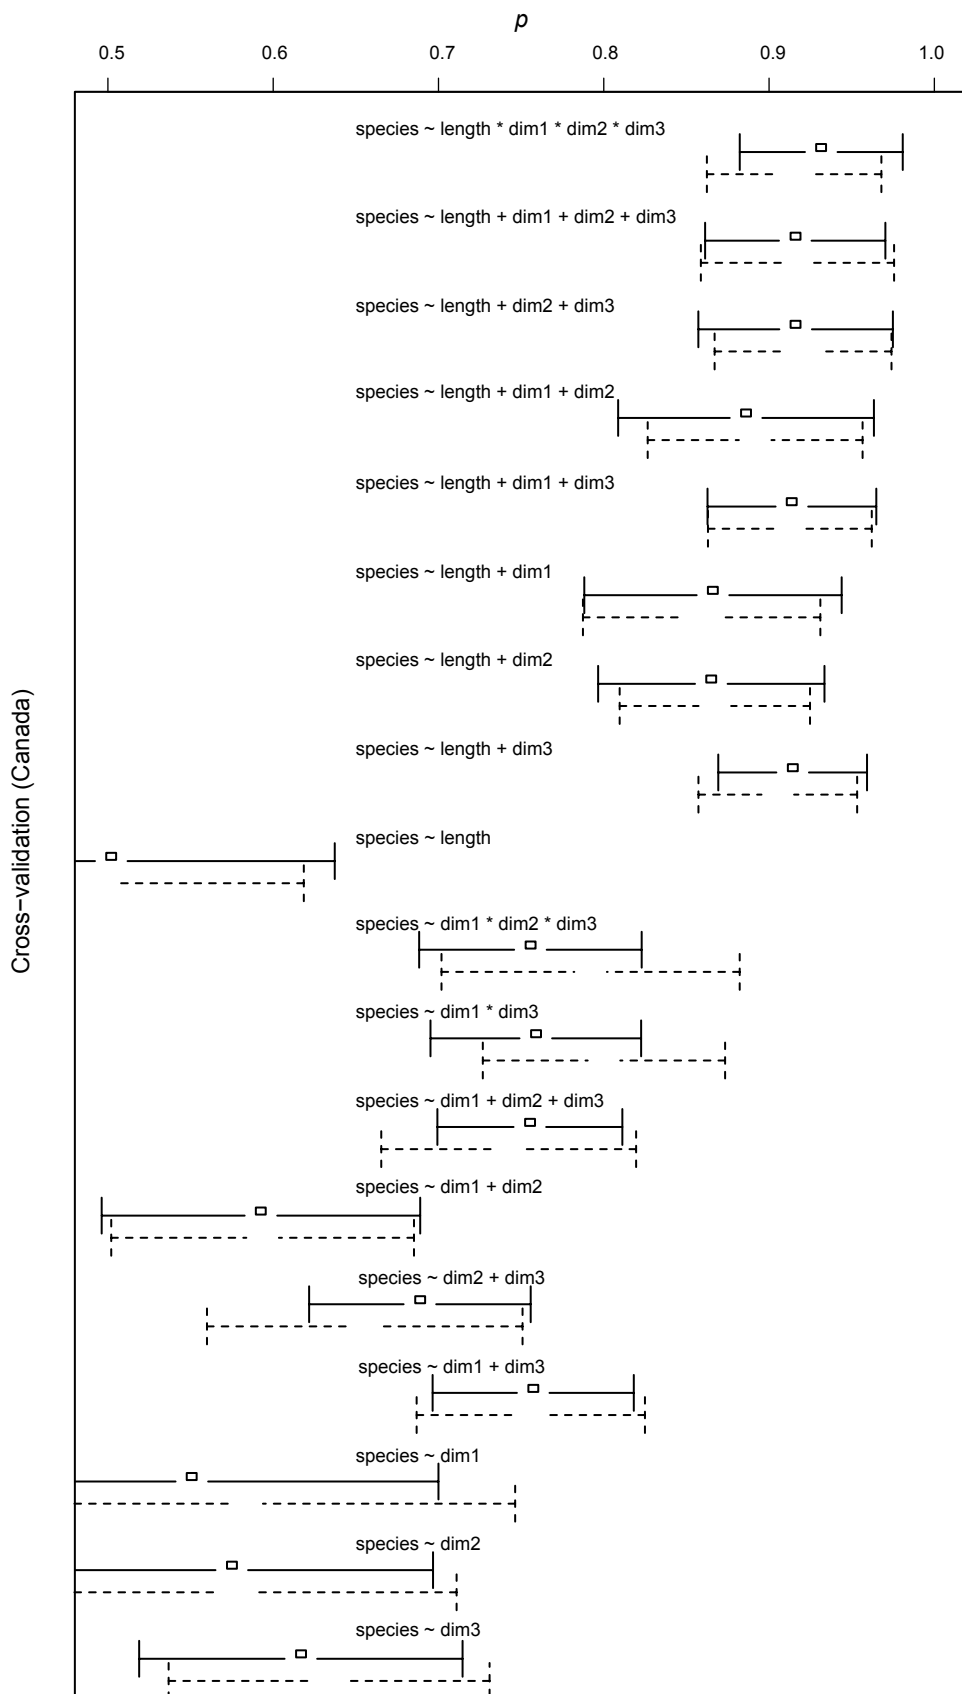 p
0.5 0.6 0.7 0.8 0.9 1.0
species ~ length * dim1 * dim2 * dim3
species ~ length + dim1 + dim2 + dim3
species ~ length + dim2 + dim3
species ~ length + dim1 + dim2
species ~ length + dim1 + dim3
species ~ length + dim1
species ~ length + dim2
species ~ length + dim3
species ~ length
species ~ dim1 * dim2 * dim3
species ~ dim1 * dim3
species ~ dim1 + dim2 + dim3
species ~ dim1 + dim2
species ~ dim2 + dim3
species ~ dim1 + dim3
species ~ dim1
species ~ dim2
species ~ dim3
Cross−validation (Canada)